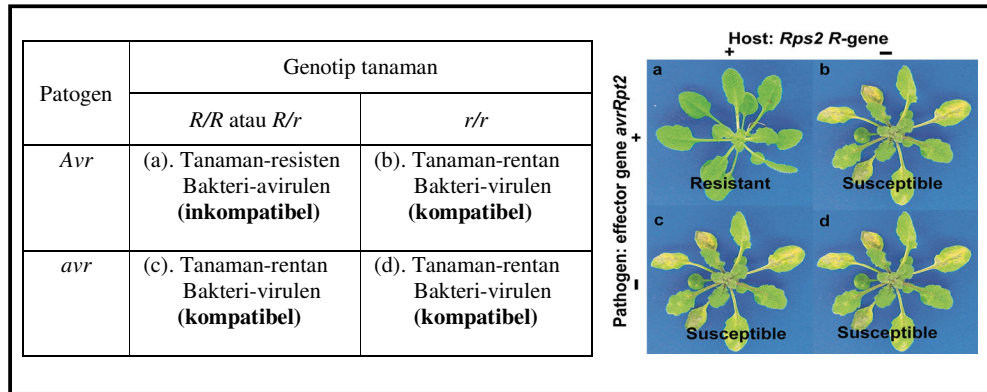 Patogen
Genotip tanaman
R/R atau R/r
r/r
Avr
(a). Tanaman-resisten
Bakteri-avirulen
(inkompatibel)
(b). Tanaman-rentan
Bakteri-virulen
(kompatibel)
avr
(c). Tanaman-rentan
Bakteri-virulen
(kompatibel)
(d). Tanaman-rentan
Bakteri-virulen
(kompatibel)
Host: Rps2 R-gene
+
−
Pathogen: effector gene avrRpt2
+
−
a
Resistant
b
Susceptible
c
Susceptible
d
Susceptible